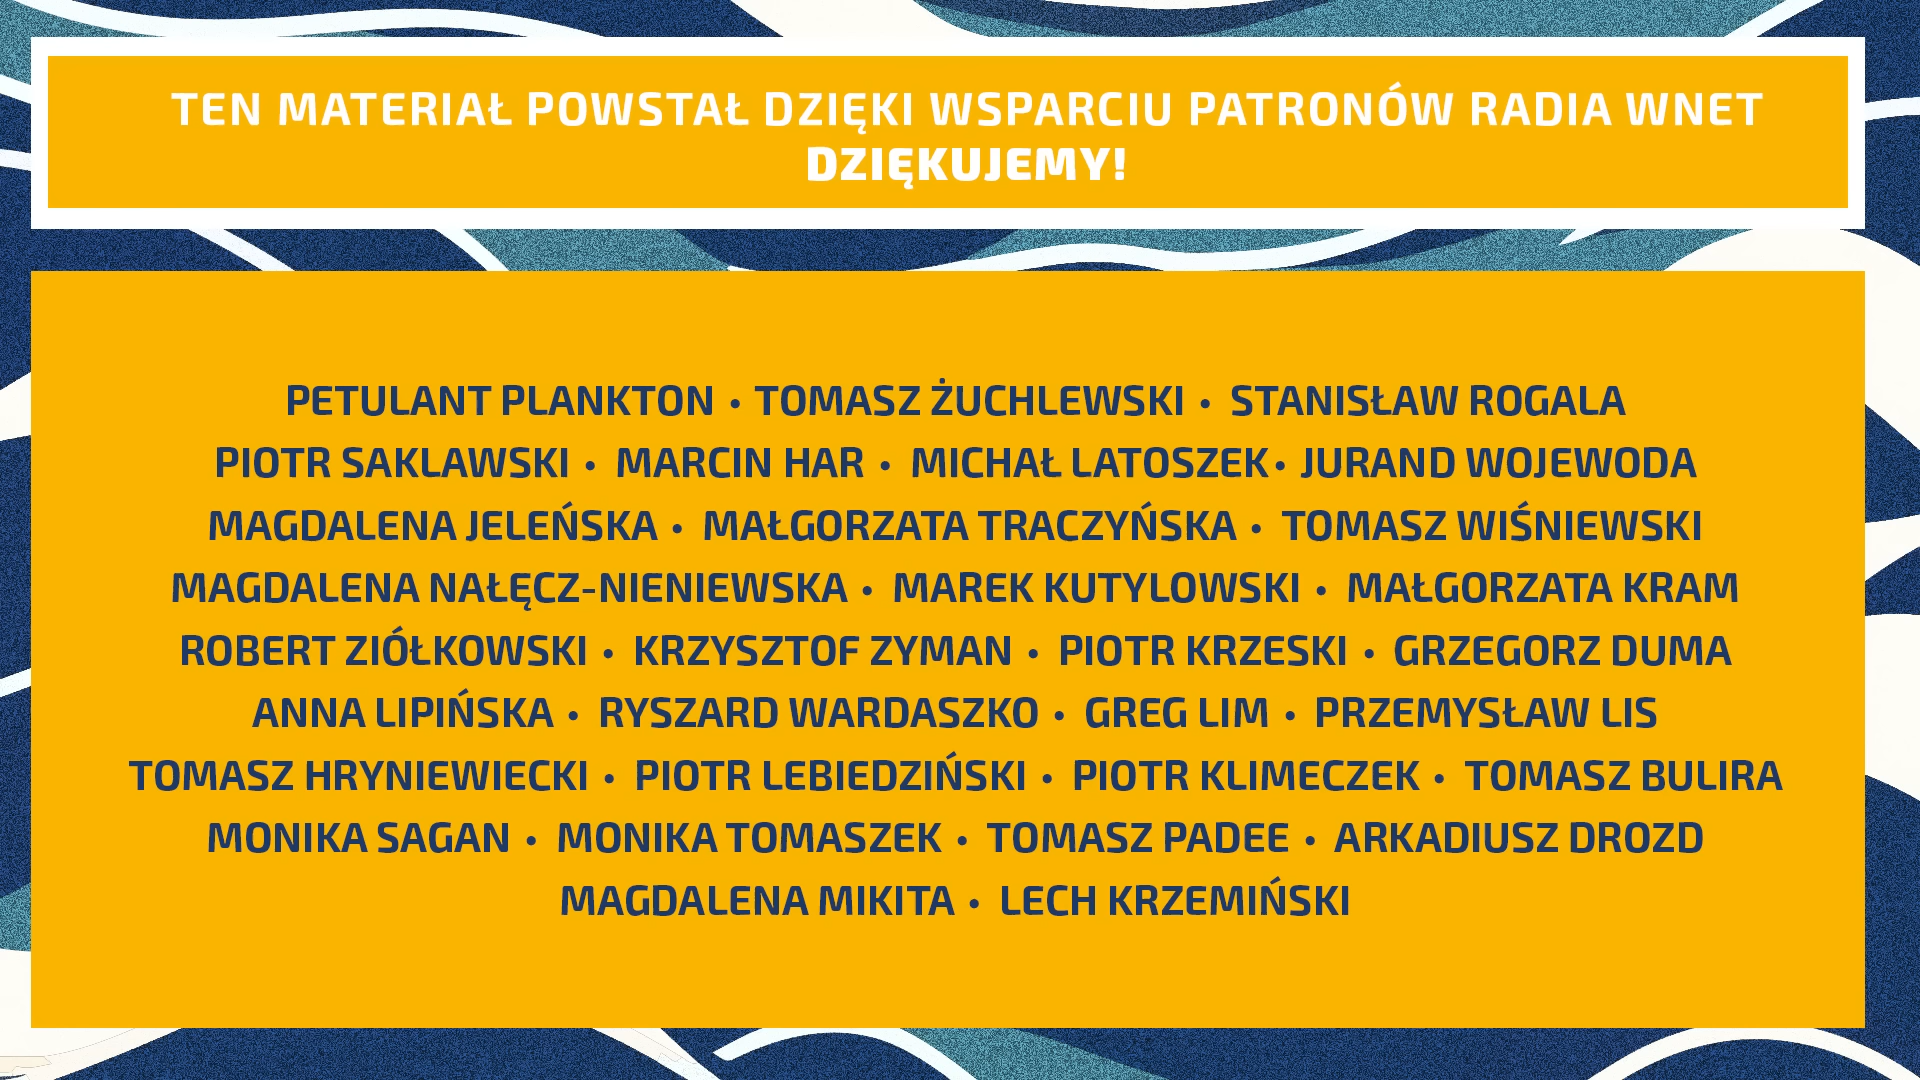 TEN MATERIAŁ POWSTAŁ DZIĘKI WSPARCIU PATRONÓW RADIA WNET
DZIĘKUJEMY!
PETULANT PLANKTON • TOMASZ ŻUCHLEWSKI • STANISŁAW ROGALA
PIOTR SAKLAWSKI • MARCIN HAR • MICHAŁ LATOSZEK• JURAND WOJEWODA
MAGDALENA JELEŃSKA • MAŁGORZATA TRACZYŃSKA • TOMASZ WIŚNIEWSKI
MAGDALENA NAŁĘCZ-NIENIEWSKA • MAREK KUTYLOWSKI • MAŁGORZATA KRAM
ROBERT ZIÓŁKOWSKI • KRZYSZTOF ZYMAN • PIOTR KRZESKI • GRZEGORZ DUMA
ANNA LIPIŃSKA • RYSZARD WARDASZKO • GREG LIM • PRZEMYSŁAW LIS
TOMASZ HRYNIEWIECKI • PIOTR LEBIEDZIŃSKI • PIOTR KLIMECZEK • TOMASZ BULIRA
MONIKA SAGAN • MONIKA TOMASZEK • TOMASZ PADEE • ARKADIUSZ DROZD
MAGDALENA MIKITA • LECH KRZEMIŃSKI